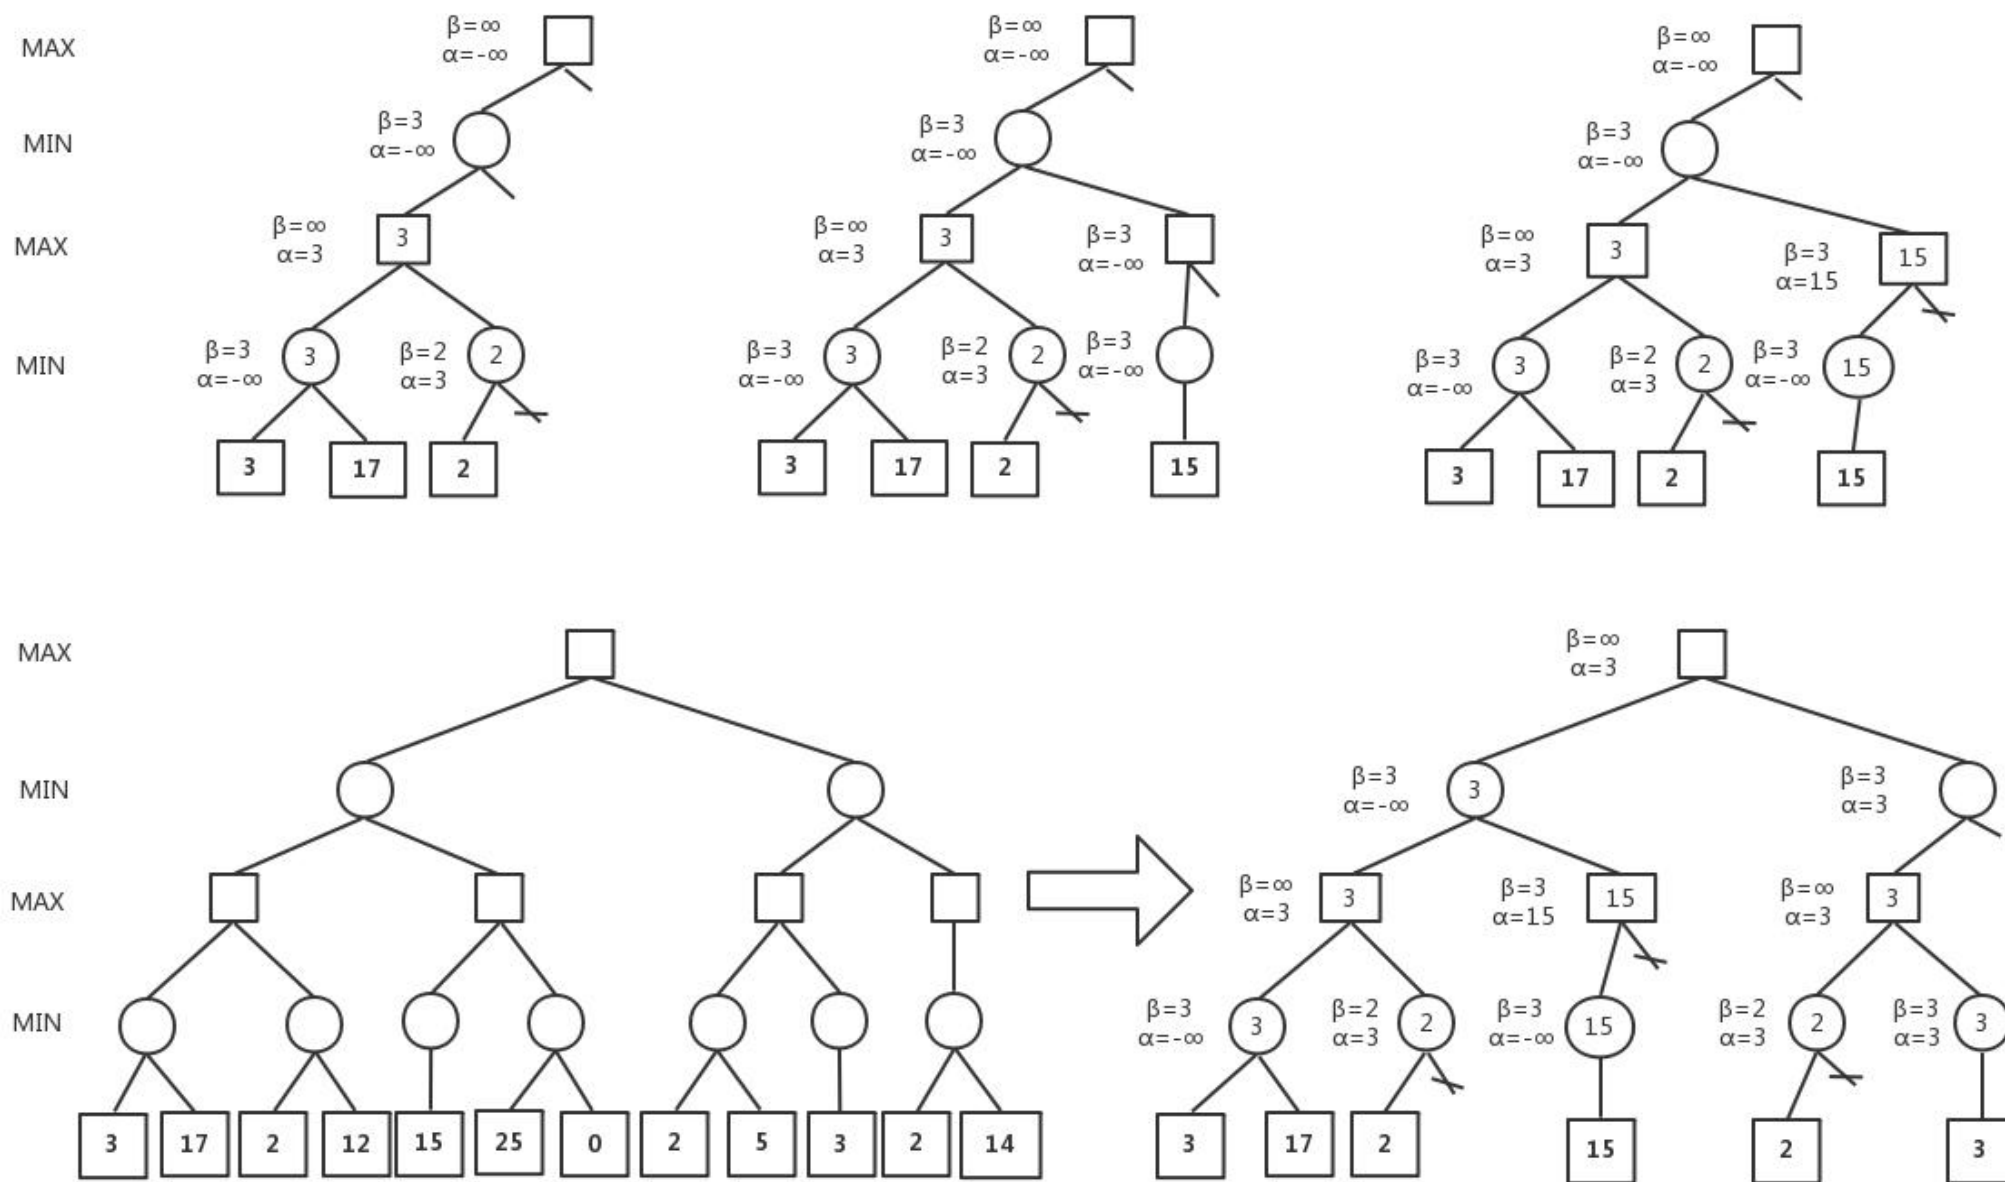 MAX
β=∞
α=-∞
β=∞
α=-∞
β=∞
α=-∞
MIN
β=3
α=-∞
β=3
α=-∞
β=3
α=-∞
MAX
β=∞
α=3
3
β=∞
α=3
3
β=3
α=-∞
β=∞
α=3
3
β=3
α=15
15
MIN
β=3
α=-∞
3
β=2
α=3
2
β=3
α=-∞
3
β=2
α=3
2
β=3
α=-∞
β=3
α=-∞
3
β=2
α=3
2
β=3
α=-∞
15
3 17 2 3 17 2 15 3 17 2 15
MAX
β=∞
α=3
MIN
β=3
α=-∞
3
β=3
α=3
MAX
β=∞
α=3
3
β=3
α=15
15
β=∞
α=3
3
MIN
β=3
α=-∞
3
β=2
α=3
2
β=3
α=-∞
15
β=2
α=3
2
β=3
α=3
3
3 17 2 12 15 25 0 2 5 3 2 14 3 17 2 15 2 3